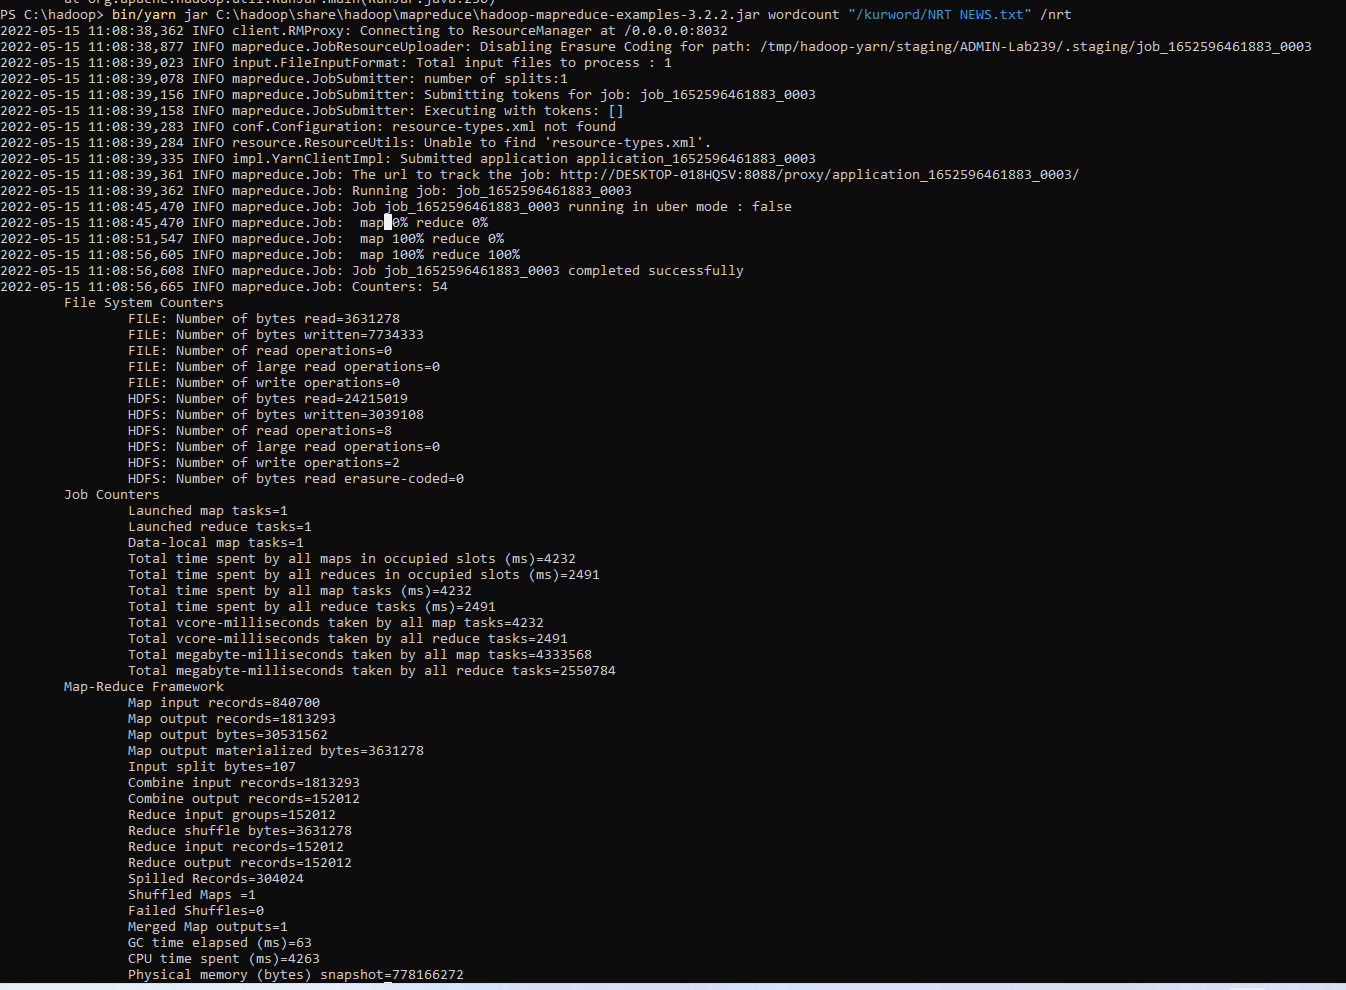 at org.apache.hadoop.util.RunJar.main(RunJar.java:236)
PS C:\hadoop> bin/yarn jar C:\hadoop\share\hadoop\mapreduce\hadoop-mapreduce-examples-3.2.2.jar wordcount "/kurword/NRT NEWS.txt" /nrt
2022-05-15 11:08:38,362 INFO client.RMProxy: Connecting to ResourceManager at /0.0.0.0:8032
2022-05-15 11:08:38,877 INFO mapreduce.JobResourceUploader: Disabling Erasure Coding for path: /tmp/hadoop-yarn/staging/ADMIN-Lab239/.staging/job_1652596461883_0003
2022-05-15 11:08:39,023 INFO input.FileInputFormat: Total input files to process : 1
2022-05-15 11:08:39,078 INFO mapreduce.JobSubmitter: number of splits:1
2022-05-15 11:08:39,156 INFO mapreduce.JobSubmitter: Submitting tokens for job: job_1652596461883_0003
2022-05-15 11:08:39,158 INFO mapreduce.JobSubmitter: Executing with tokens: []
2022-05-15 11:08:39,283 INFO conf.Configuration: resource-types.xml not found
2022-05-15 11:08:39,284 INFO resource.ResourceUtils: Unable to find 'resource-types.xml'.
2022-05-15 11:08:39,335 INFO impl.YarnClientImpl: Submitted application application_1652596461883_0003
2022-05-15 11:08:39,361 INFO mapreduce.Job: The url to track the job: http://DESKTOP-018HQSV:8088/proxy/application_1652596461883_0003/
2022-05-15 11:08:39,362 INFO mapreduce.Job: Running job: job_1652596461883_0003
2022-05-15 11:08:45,470 INFO mapreduce.Job: Job job_1652596461883_0003 running in uber mode : false
2022-05-15 11:08:45,470 INFO mapreduce.Job:  map 0% reduce 0%
2022-05-15 11:08:51,547 INFO mapreduce.Job:  map 100% reduce 0%
2022-05-15 11:08:56,605 INFO mapreduce.Job:  map 100% reduce 100%
2022-05-15 11:08:56,608 INFO mapreduce.Job: Job job_1652596461883_0003 completed successfully
2022-05-15 11:08:56,665 INFO mapreduce.Job: Counters: 54
File System Counters
FILE: Number of bytes read=3631278
FILE: Number of bytes written=7734333
FILE: Number of read operations=0
FILE: Number of large read operations=0
FILE: Number of write operations=0
HDFS: Number of bytes read=24215019
HDFS: Number of bytes written=3039108
HDFS: Number of read operations=8
HDFS: Number of large read operations=0
HDFS: Number of write operations=2
HDFS: Number of bytes read erasure-coded=0
Job Counters
Launched map tasks=1
Launched reduce tasks=1
Data-local map tasks=1
Total time spent by all maps in occupied slots (ms)=4232
Total time spent by all reduces in occupied slots (ms)=2491
Total time spent by all map tasks (ms)=4232
Total time spent by all reduce tasks (ms)=2491
Total vcore-milliseconds taken by all map tasks=4232
Total vcore-milliseconds taken by all reduce tasks=2491
Total megabyte-milliseconds taken by all map tasks=4333568
Total megabyte-milliseconds taken by all reduce tasks=2550784
Map-Reduce Framework
Map input records=840700
Map output records=1813293
Map output bytes=30531562
Map output materialized bytes=3631278
Input split bytes=107
Combine input records=1813293
Combine output records=152012
Reduce input groups=152012
Reduce shuffle bytes=3631278
Reduce input records=152012
Reduce output records=152012
Spilled Records=304024
Shuffled Maps =1
Failed Shuffles=0
Merged Map outputs=1
GC time elapsed (ms)=63
CPU time spent (ms)=4263
Physical memory (bytes) snapshot=778166272